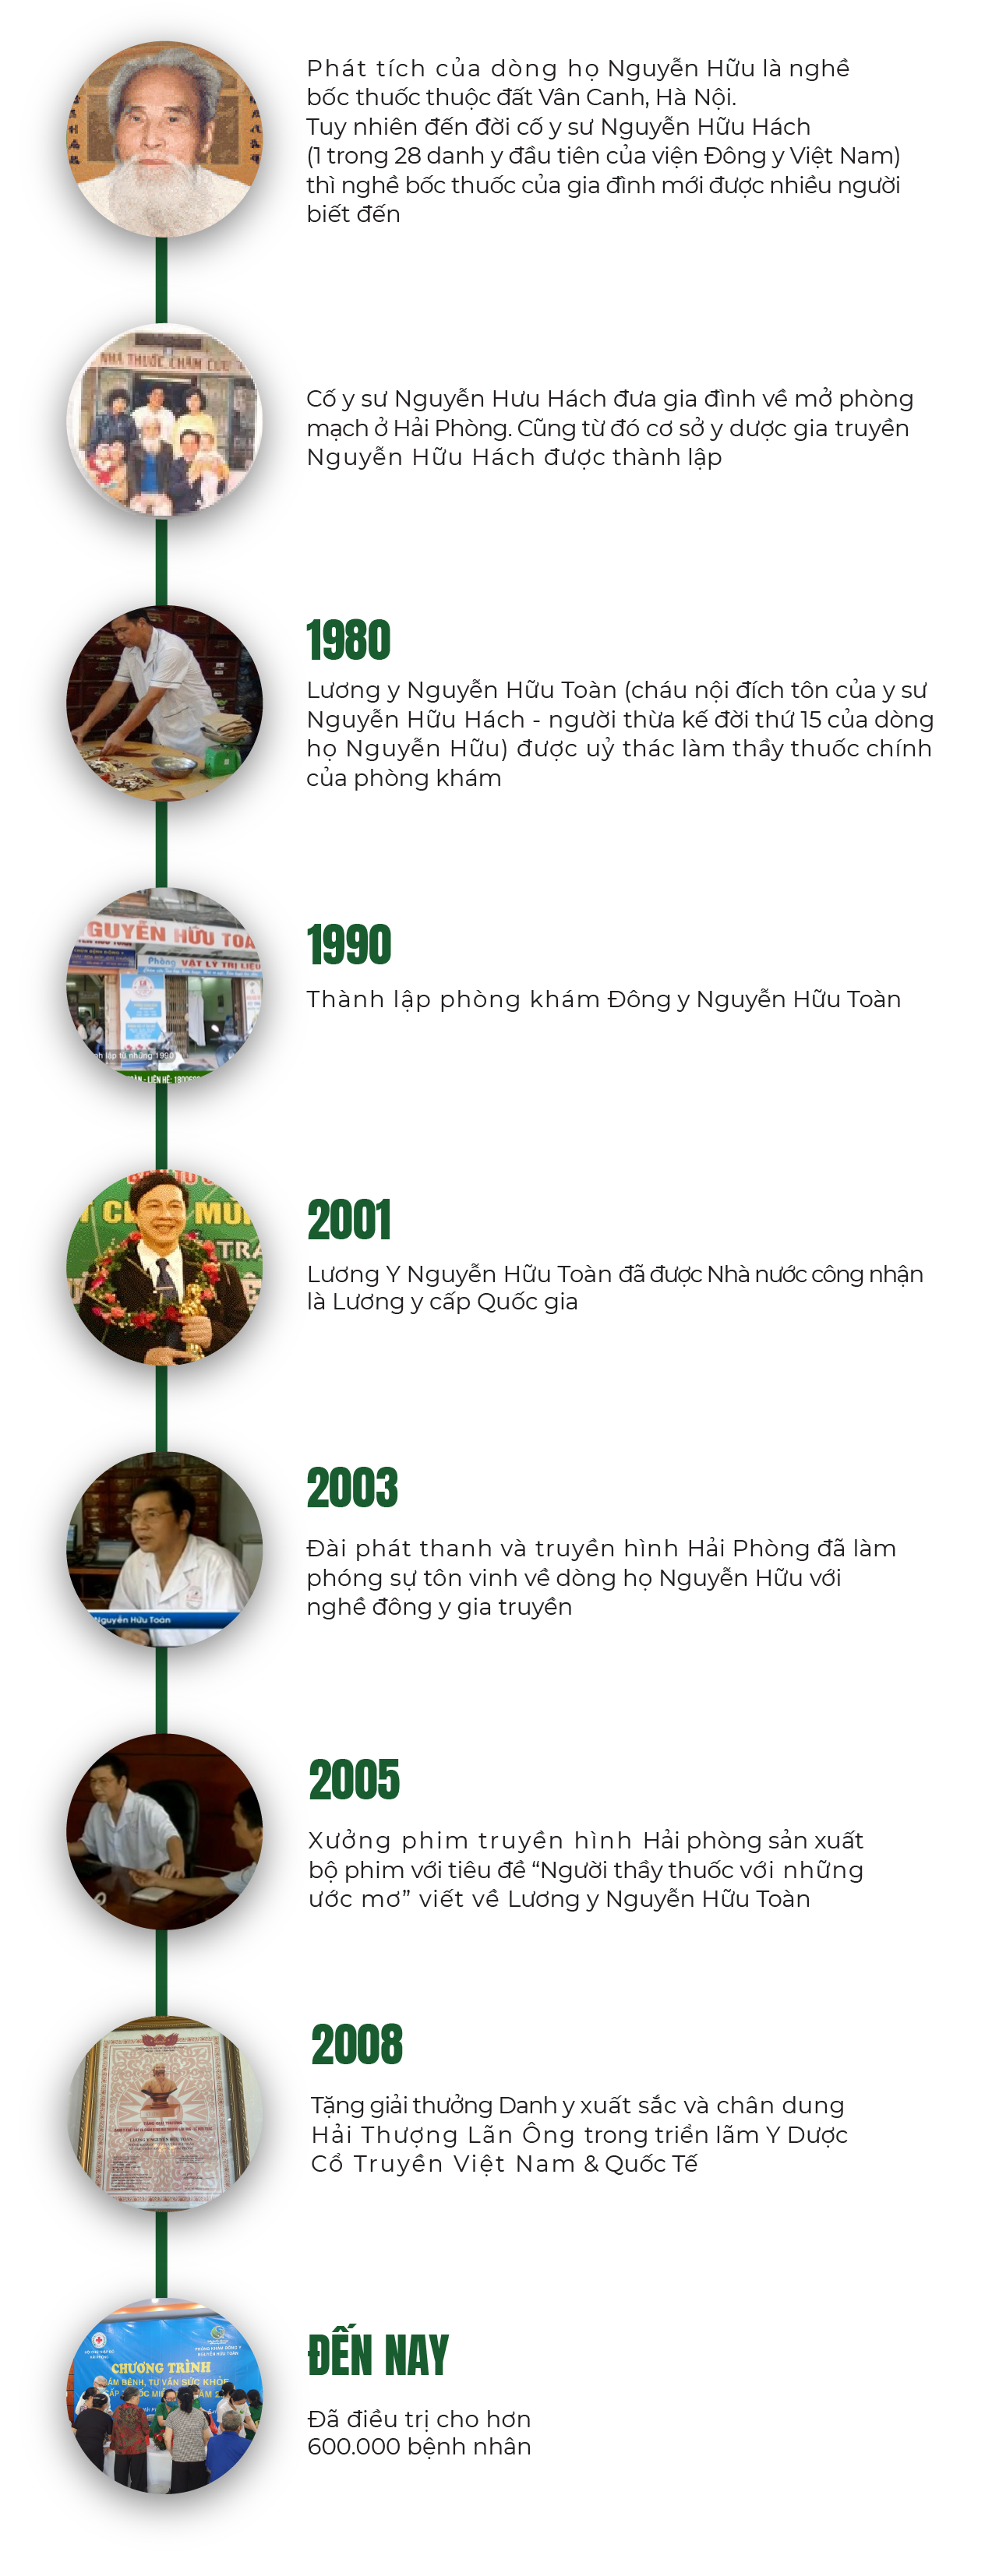 Phát tích của dòng họ Nguyễn Hữu là nghề
bốc thuốc thuộc đất Vân Canh, Hà Nội.
Tuy nhiên đến đời cố y sư Nguyễn Hữu Hách
(1 trong 28 danh y đầu tiên của viện Đông y Việt Nam)
thì nghề bốc thuốc của gia đình mới được nhiều người
biết đến
NHÀ THUỐC CHÂM CỨU
Cố y sư Nguyễn Hưu Hách đưa gia đình về mở phòng
mạch ở Hải Phòng. Cũng từ đó cơ sở y dược gia truyền
Nguyễn Hữu Hách được thành lập
1980
Lương y Nguyễn Hữu Toàn (cháu nội đích tôn của y sư
Nguyễn Hữu Hách - người thừa kế đời thứ 15 của dòng
họ Nguyễn Hữu) được uỷ thác làm thầy thuốc chính
của phòng khám
GUYỄN HỮU TOÀ
Phòng VẬT LÝ TRỊ LIỆU
1990
Thành lập phòng khám Đông y Nguyễn Hữu Toàn
2001
Lương Y Nguyễn Hữu Toàn đã được Nhà nước công nhận
là Lương y cấp Quốc gia
2003
Đài phát thanh và truyền hình Hải Phòng đã làm
phóng sự tôn vinh về dòng họ Nguyễn Hữu với
nghề đông y gia truyền
Nguyễn Hữu Toàn
2005
Xưởng phim truyền hình Hải phòng sản xuất
bộ phim với tiêu đề “Người thầy thuốc với những
ước mơ” viết về Lương y Nguyễn Hữu Toàn
2008
Tặng giải thưởng Danh y xuất sắc và chân dung
Hải Thượng Lãn Ông trong triển lãm Y Dược
Cổ Truyền Việt Nam & Quốc Tế
CHƯƠNG TRÌNH
ÁM BỆNH, TƯ VẤN SỨC KHỎE
ĐẾN NAY
Đã điều trị cho hơn
600.000 bệnh nhân